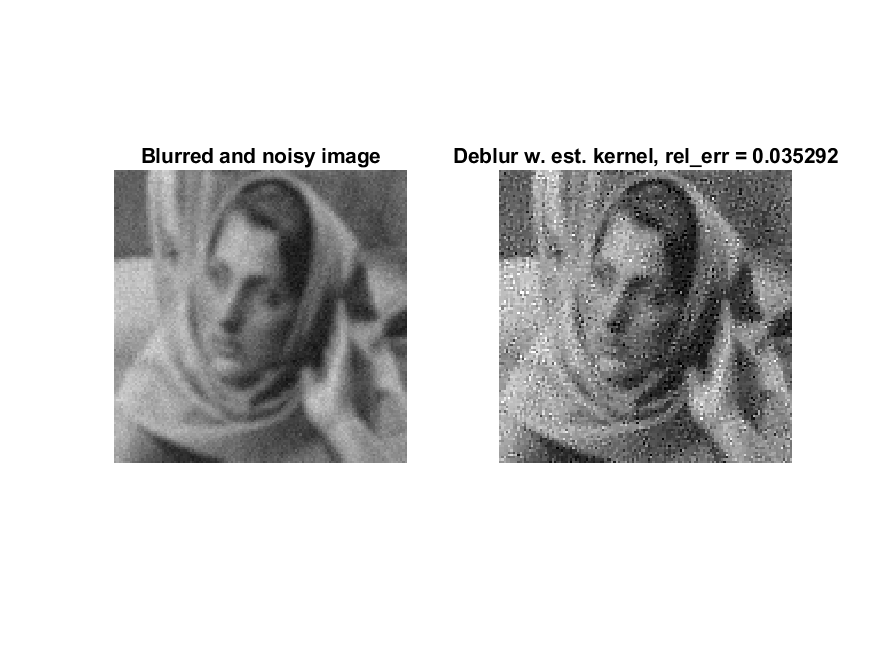 Blurred and noisy image
Deblur w. est. kernel, rel_err = 0.035292